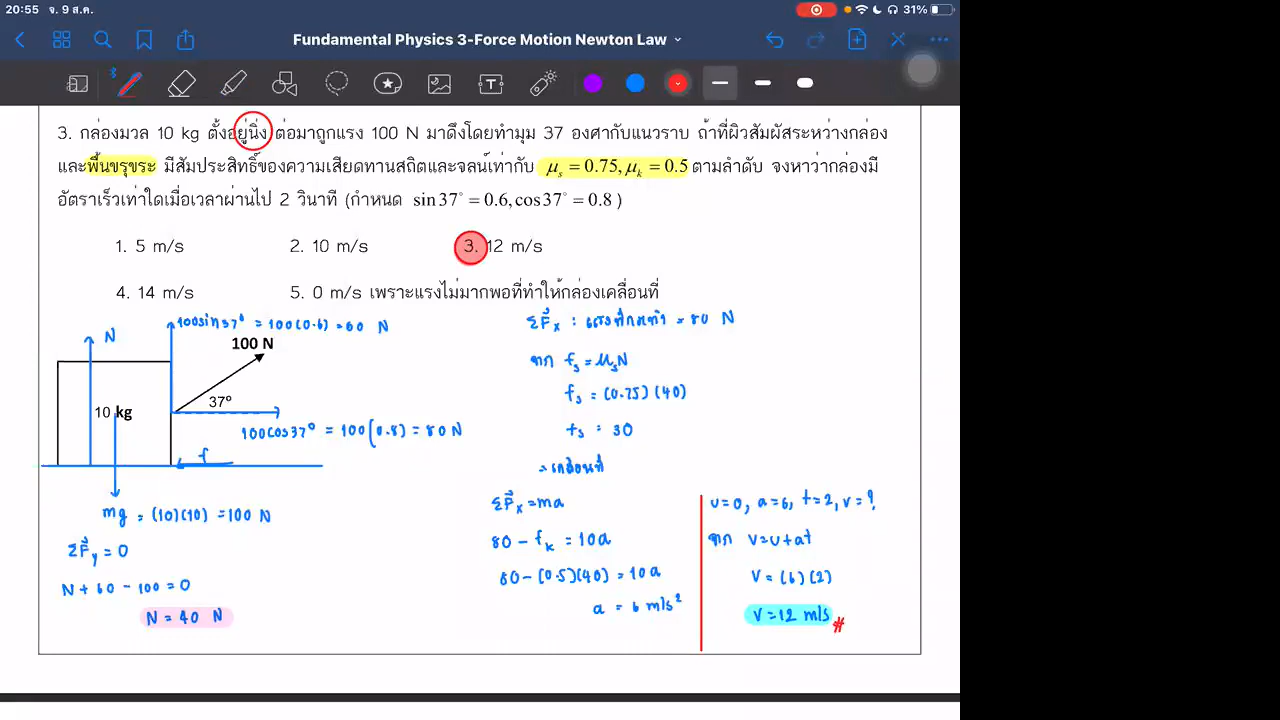 20:55 จ. 9 ส.ค. 31%
Fundamental Physics 3-Force Motion Newton Law
3. กล่องมวล 10 kg ตั้งอยู่นิ่ง ต่อมาถูกแรง 100 N มาดึงโดยทำมุม 37 องศากับแนวราบ ถ้าที่ผิวสัมผัสระหว่างกล่อง
และพื้นขรุขระ มีสัมประสิทธิ์ของความเสียดทานสถิตและจลน์เท่ากับ μs = 0.75, μk = 0.5 ตามลำดับ จงหาว่ากล่องมี
อัตราเร็วเท่าใดเมื่อเวลาผ่านไป 2 วินาที (กำหนด sin 37° = 0.6, cos 37° = 0.8 )
1. 5 m/s 2. 10 m/s 3. 12 m/s
4. 14 m/s 5. 0 m/s เพราะแรงไม่มากพอที่ทำให้กล่องเคลื่อนที่
100sin37° = 100(0.6) = 60 N
N
100 N
37°
10 kg
100cos37° = 100(0.8) = 80 N
f
mg = (10)(10) = 100 N
ΣFy = 0
N + 60 - 100 = 0
N = 40 N
ΣFx : = 80 N
จาก fs = μsN
fs = (0.75)(40)
fs = 30
∴ เคลื่อนที่
ΣFx = ma
80 - fk = 10a
80 - (0.5)(40) = 10a
a = 6 m/s²
u=0, a=6, t=2, v=?
จาก v=u+at
v = (6)(2)
v = 12 m/s #